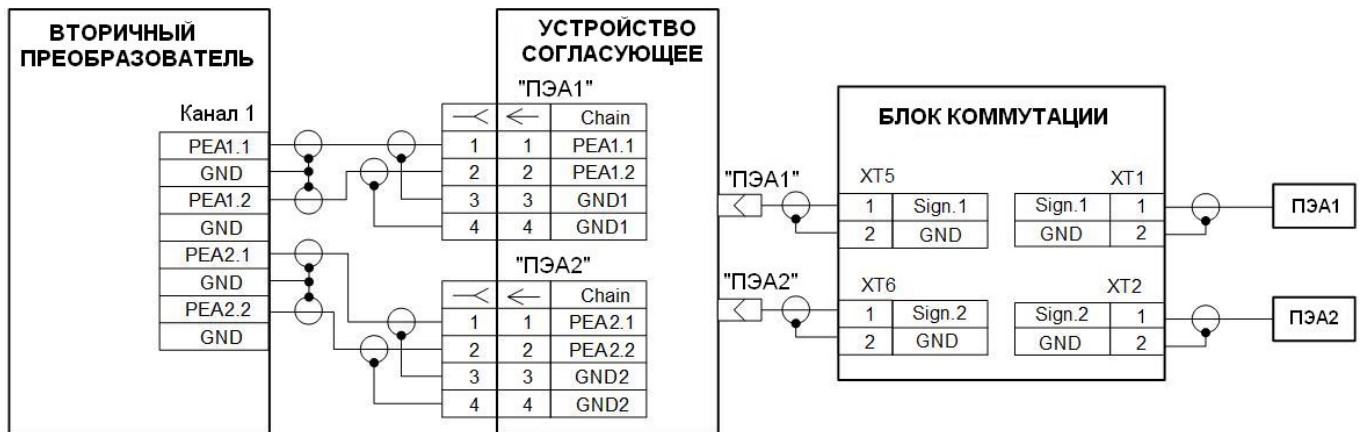 ВТОРИЧНЫЙ
ПРЕОБРАЗОВАТЕЛЬ
Канал 1
PEA1.1
GND
PEA1.2
GND
PEA2.1
GND
PEA2.2
GND
УСТРОЙСТВО
СОГЛАСУЮЩЕЕ
"ПЭА1"
Chain
1 1 PEA1.1
2 2 PEA1.2
3 3 GND1
4 4 GND1
"ПЭА2"
Chain
1 1 PEA2.1
2 2 PEA2.2
3 3 GND2
4 4 GND2
"ПЭА1"
"ПЭА2"
БЛОК КОММУТАЦИИ
XT5
1 Sign.1
2 GND
XT1
Sign.1 1
GND 2
XT6
1 Sign.2
2 GND
XT2
Sign.2 1
GND 2
ПЭА1
ПЭА2